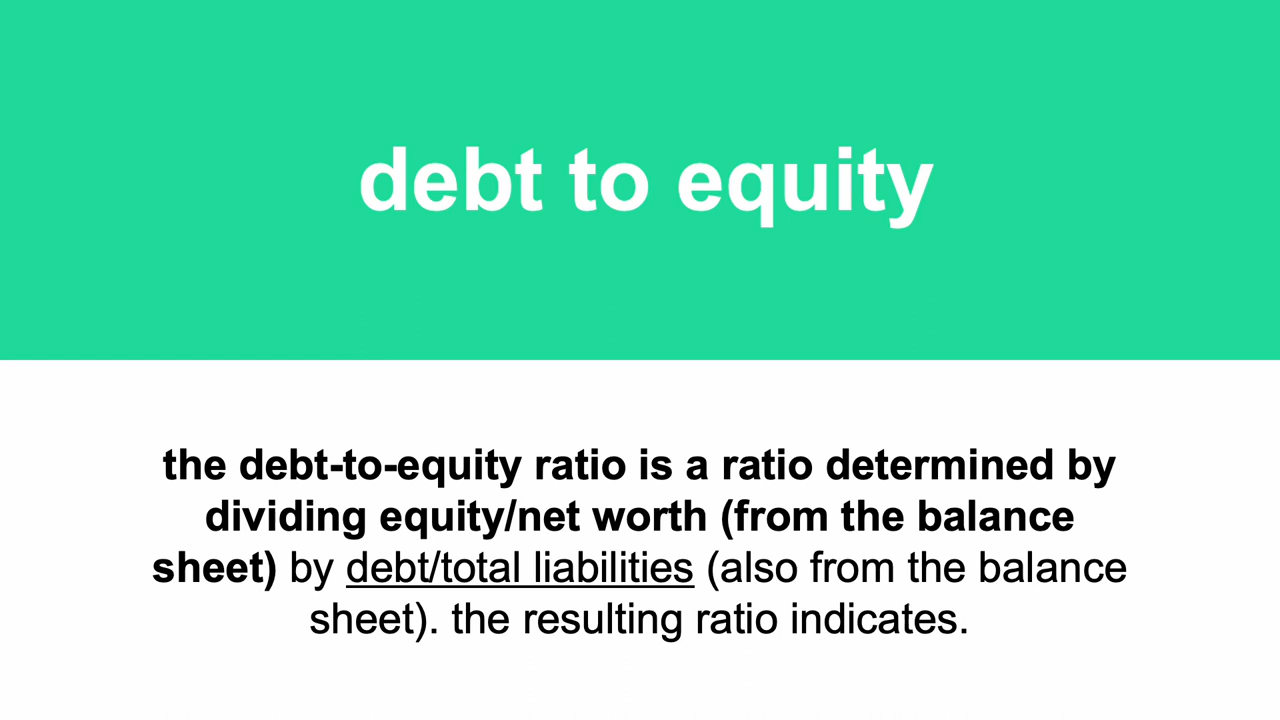 debt to equity
the debt-to-equity ratio is a ratio determined by
dividing equity/net worth (from the balance
sheet) by debt/total liabilities (also from the balance
sheet). the resulting ratio indicates.